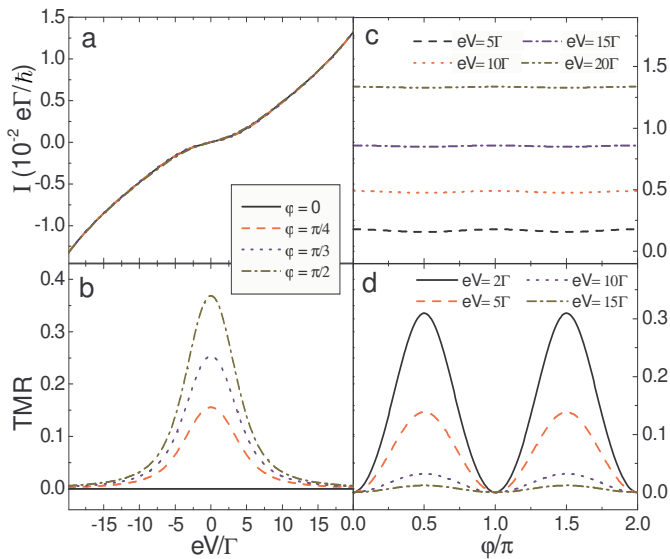 a
I (10⁻² eΓ/ħ)
1.5
1.0
0.5
0.0
-0.5
-1.0
φ = 0
φ = π/4
φ = π/3
φ = π/2
c
eV= 5Γ
eV= 15Γ
eV= 10Γ
eV= 20Γ
1.5
1.0
0.5
0.0
b
TMR
0.4
0.3
0.2
0.1
0.0
-15 -10 -5 0 5 10 15
eV/Γ
d
eV= 2Γ
eV= 10Γ
eV= 5Γ
eV= 15Γ
0.3
0.2
0.1
0.0
0.0 0.5 1.0 1.5 2.0
φ/π